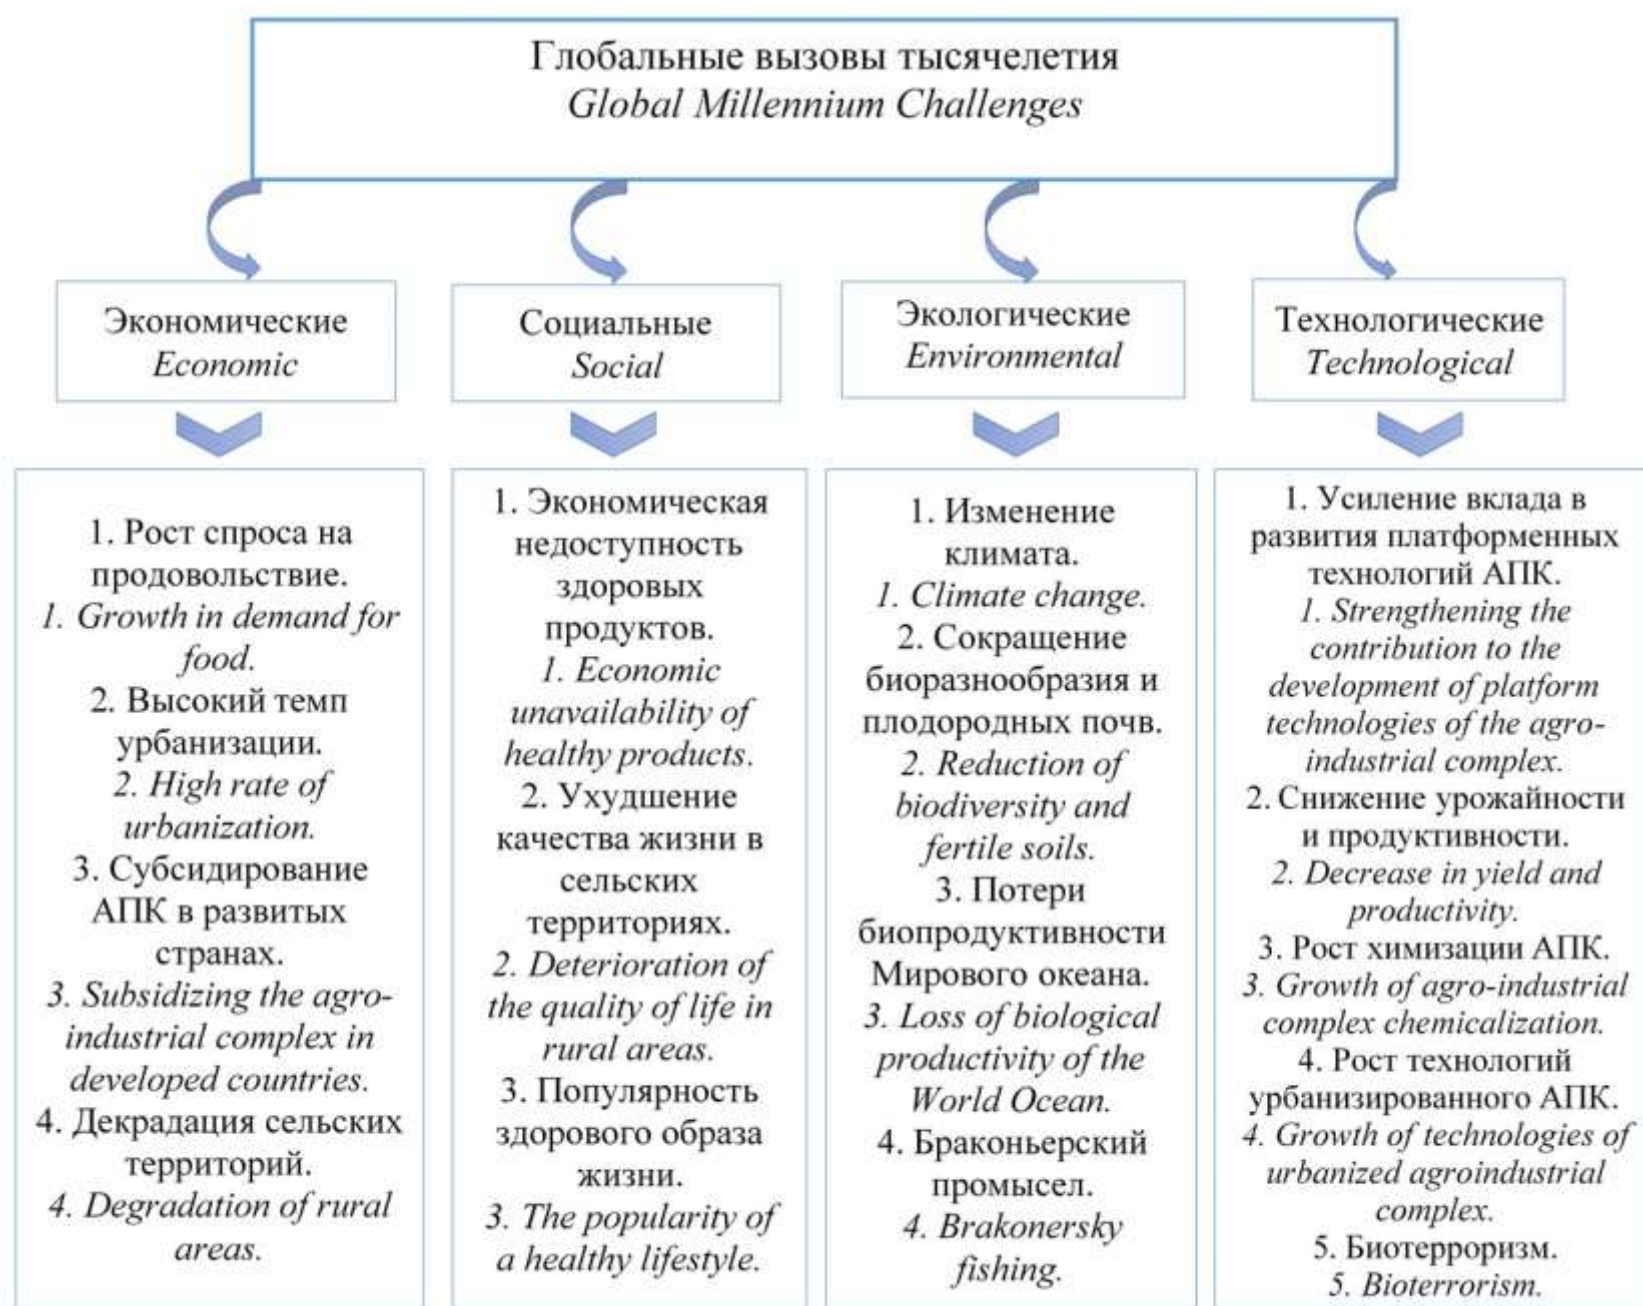 Глобальные вызовы тысячелетия
Global Millennium Challenges
Экономические
Economic
Социальные
Social
Экологические
Environmental
Технологические
Technological
1. Рост спроса на
продовольствие.
1. Growth in demand for
food.
2. Высокий темп
урбанизации.
2. High rate of
urbanization.
3. Субсидирование
АПК в развитых
странах.
3. Subsidizing the agro-
industrial complex in
developed countries.
4. Декрадация сельских
территорий.
4. Degradation of rural
areas.
1. Экономическая
недоступность
здоровых
продуктов.
1. Economic
unavailability of
healthy products.
2. Ухудшение
качества жизни в
сельских
территориях.
2. Deterioration of
the quality of life in
rural areas.
3. Популярность
здорового образа
жизни.
3. The popularity of
a healthy lifestyle.
1. Изменение
климата.
1. Climate change.
2. Сокращение
биоразнообразия и
плодородных почв.
2. Reduction of
biodiversity and
fertile soils.
3. Потери
биопродуктивности
Мирового океана.
3. Loss of biological
productivity of the
World Ocean.
4. Браконьерский
промысел.
4. Brakonersky
fishing.
1. Усиление вклада в
развития платформенных
технологий АПК.
1. Strengthening the
contribution to the
development of platform
technologies of the agro-
industrial complex.
2. Снижение урожайности
и продуктивности.
2. Decrease in yield and
productivity.
3. Рост химизации АПК.
3. Growth of agro-industrial
complex chemicalization.
4. Рост технологий
урбанизированного АПК.
4. Growth of technologies of
urbanized agroindustrial
complex.
5. Биотерроризм.
5. Bioterrorism.